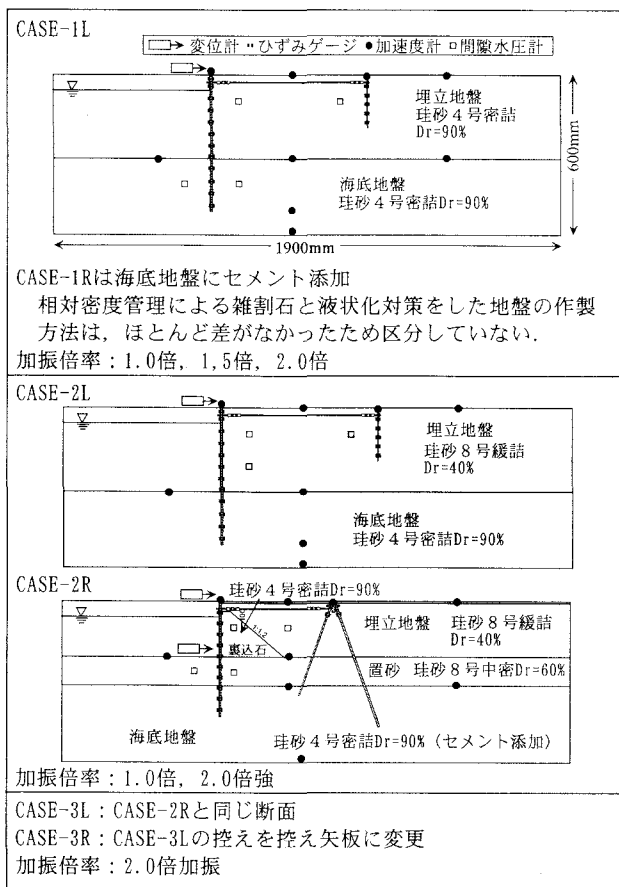 CASE-1L
変位計 ひずみゲージ ●加速度計 □間隙水圧計
埋立地盤
珪砂4号密詰
Dr=90%
600mm
海底地盤
珪砂4号密詰Dr=90%
1900mm
CASE-1Rは海底地盤にセメント添加
相対密度管理による雑割石と液状化対策をした地盤の作製
方法は，ほとんど差がなかったため区分していない.
加振倍率：1.0倍，1,5倍，2.0倍
CASE-2L
埋立地盤
珪砂8号緩詰
Dr=40%
海底地盤
珪砂4号密詰Dr=90%
CASE-2R
珪砂4号密詰Dr=90%
埋立地盤 珪砂8号緩詰
Dr=40%
1:1.2
裏込石
置砂 珪砂8号中密Dr=60%
海底地盤
珪砂4号密詰Dr=90%（セメント添加）
加振倍率：1.0倍，2.0倍強
CASE-3L：CASE-2Rと同じ断面
CASE-3R：CASE-3Lの控えを控え矢板に変更
加振倍率：2.0倍加振